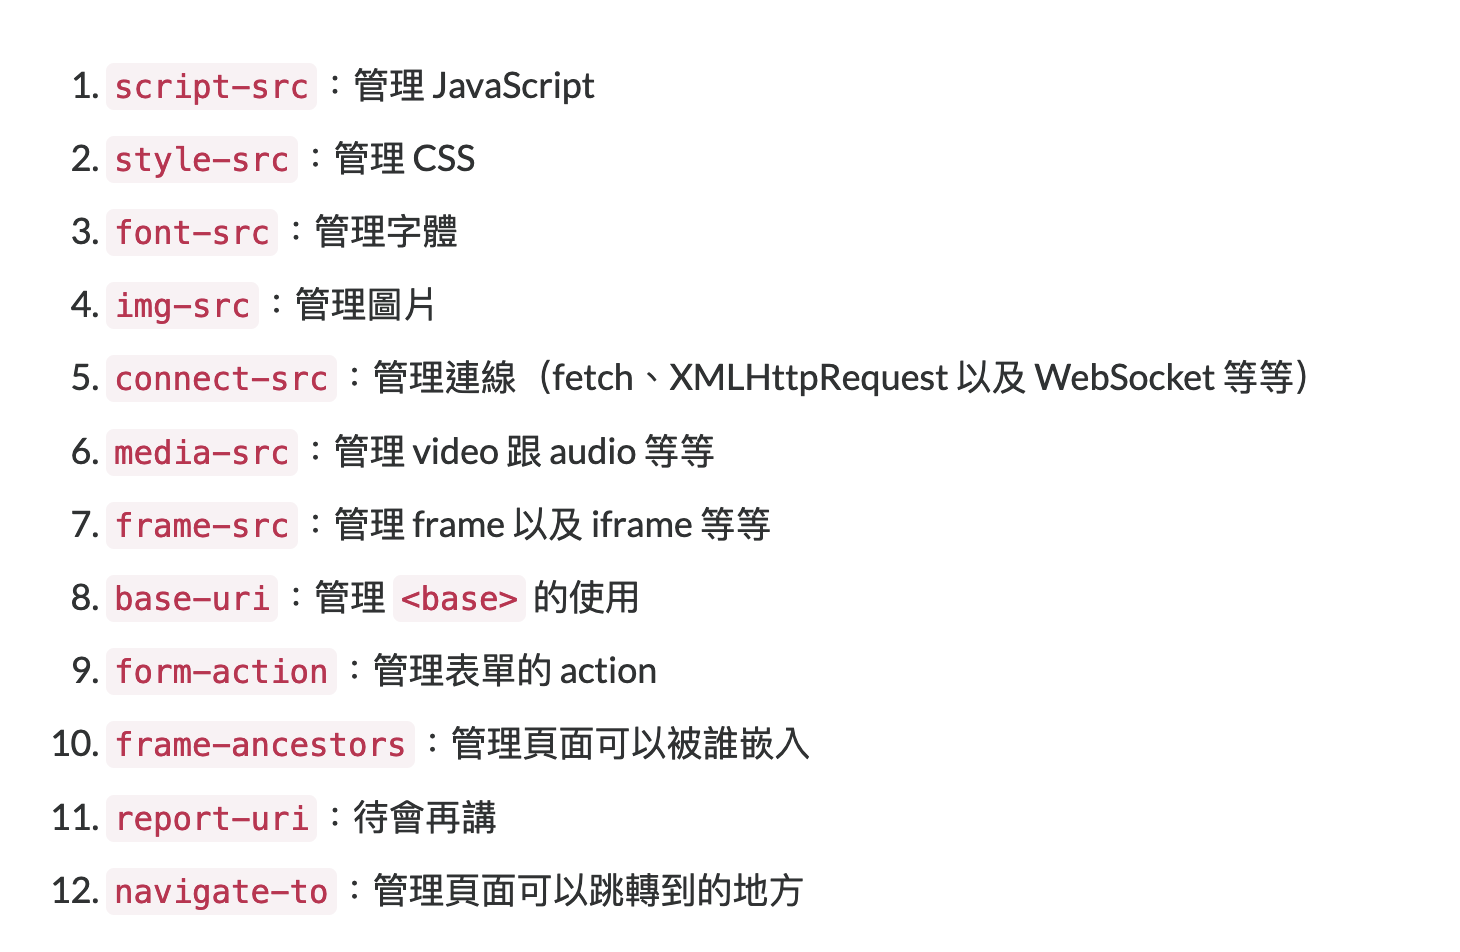 1. script-src：管理 JavaScript
2. style-src：管理 CSS
3. font-src：管理字體
4. img-src：管理圖片
5. connect-src：管理連線（fetch、XMLHttpRequest 以及 WebSocket 等等）
6. media-src：管理 video 跟 audio 等等
7. frame-src：管理 frame 以及 iframe 等等
8. base-uri：管理 <base> 的使用
9. form-action：管理表單的 action
10. frame-ancestors：管理頁面可以被誰嵌入
11. report-uri：待會再講
12. navigate-to：管理頁面可以跳轉到的地方